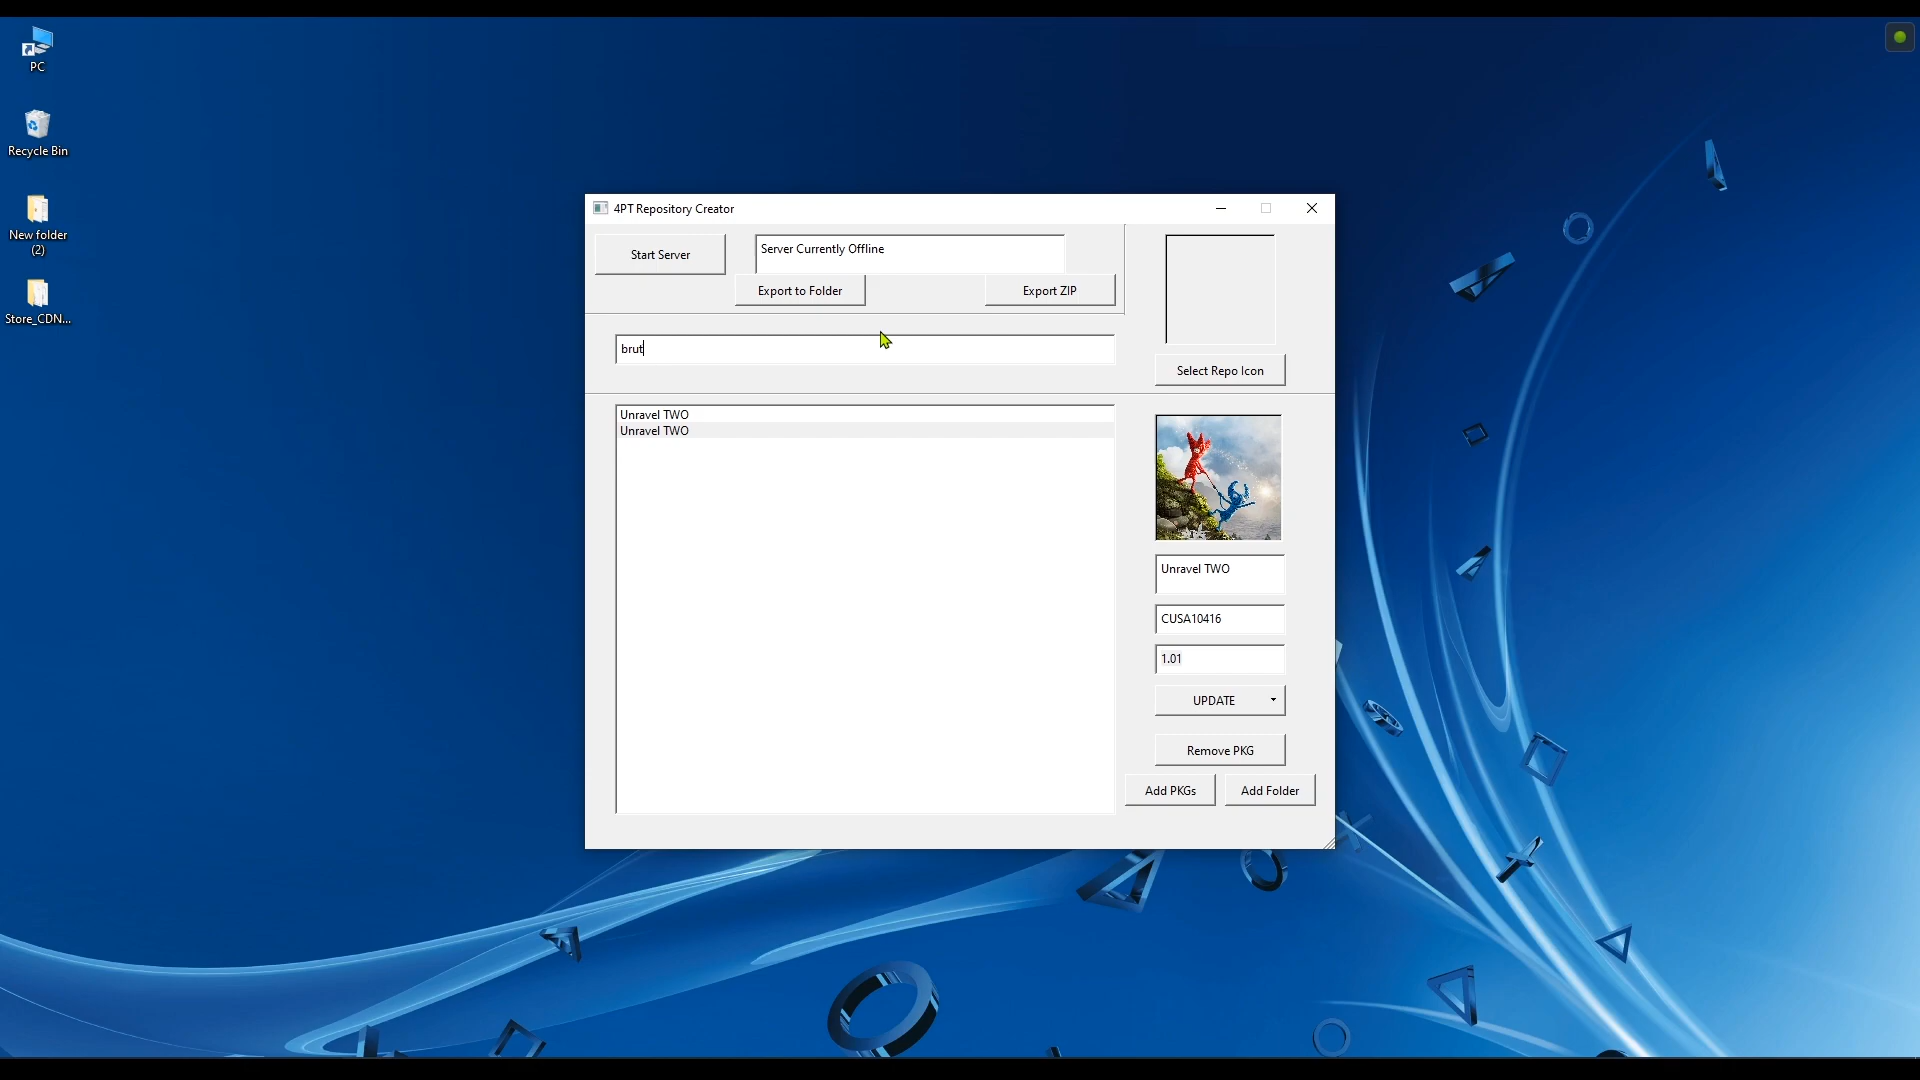 PC
Recycle Bin
New folder
(2)
Store_CDN...
4PT Repository Creator
Start Server
Server Currently Offline
Export to Folder
Export ZIP
brut
Select Repo Icon
Unravel TWO
Unravel TWO
Unravel TWO
CUSA10416
1.01
UPDATE
Remove PKG
Add PKGs
Add Folder